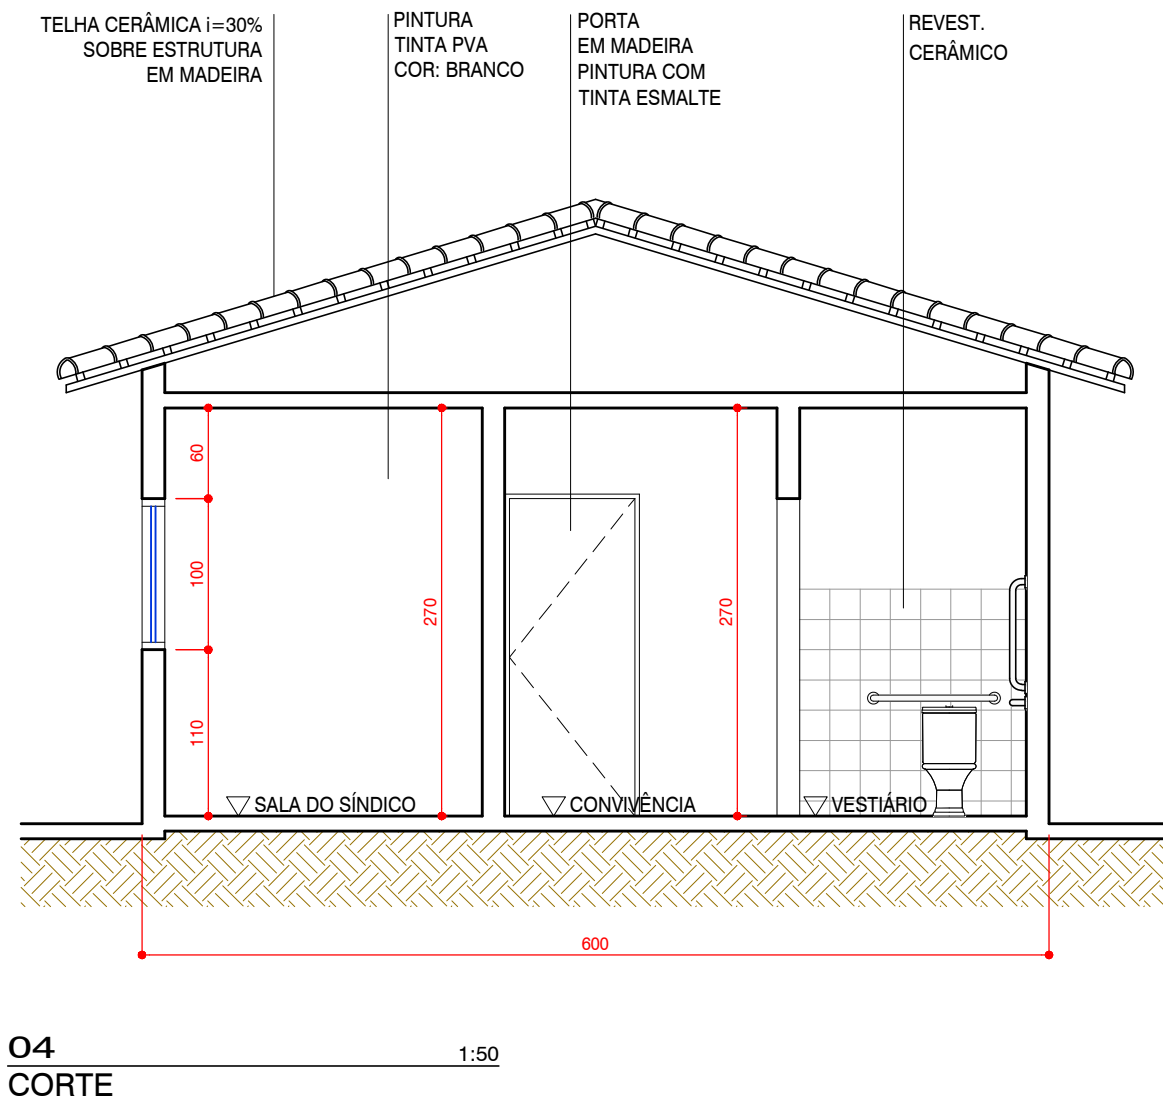 TELHA CERÂMICA i=30%
SOBRE ESTRUTURA
EM MADEIRA
PINTURA
TINTA PVA
COR: BRANCO
PORTA
EM MADEIRA
PINTURA COM
TINTA ESMALTE
REVEST.
CERÂMICO
60
100
110
270
270
SALA DO SÍNDICO
CONVIVÊNCIA
VESTIÁRIO
600
04
1:50
CORTE